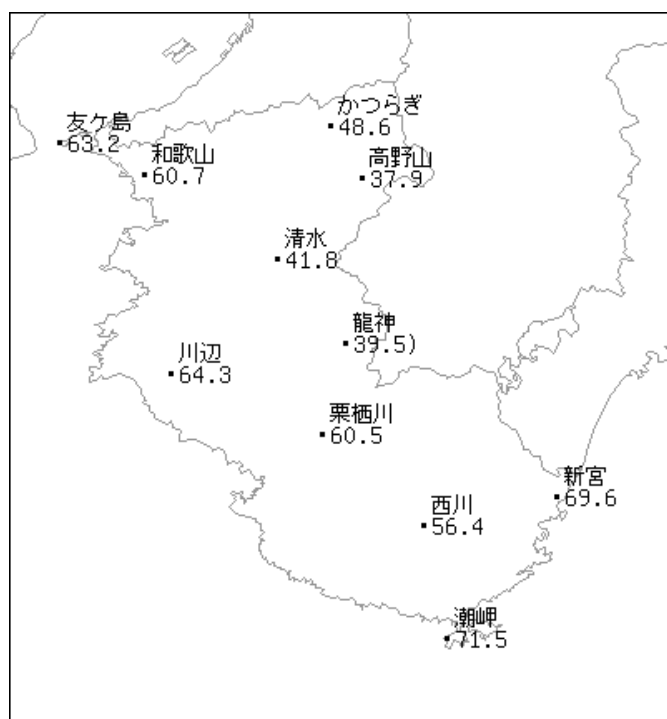 かつらぎ
48.6
友ケ島
63.2
和歌山
60.7
高野山
37.9
清水
41.8
龍神
39.5)
川辺
64.3
栗栖川
60.5
新宮
69.6
西川
56.4
潮岬
71.5